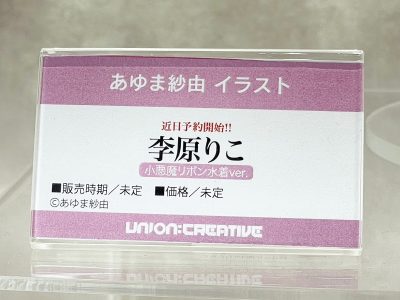 あゆま紗由 イラスト
近日予約開始!!
李原りこ
小悪魔リボン水着ver.
■販売時期／未定 ■価格／未定
©あゆま紗由
UNION:CREATIVE